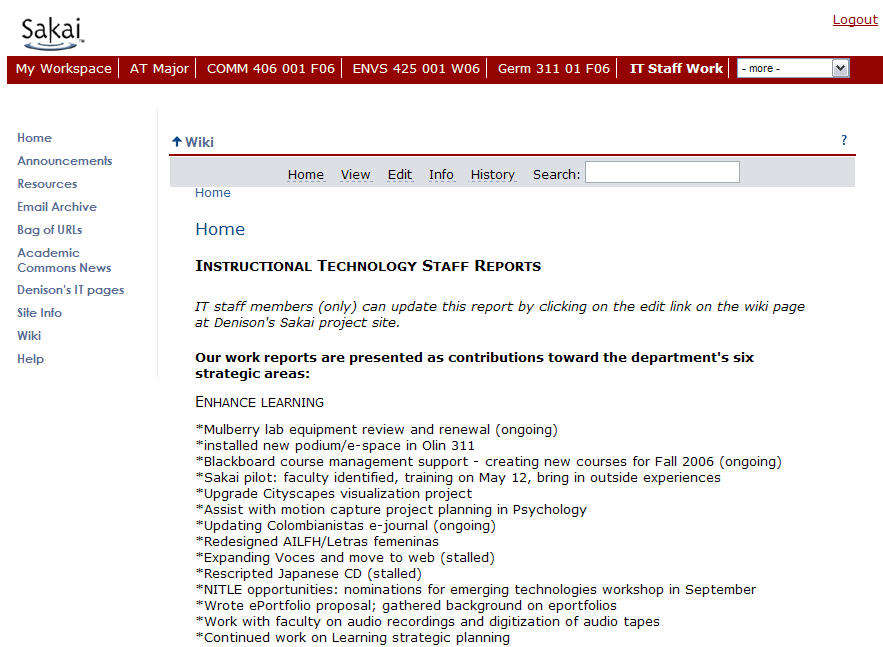 Sakai
Logout
My Workspace AT Major COMM 406 001 F06 ENVS 425 001 W06 Germ 311 01 F06 IT Staff Work - more -
Home
Announcements
Resources
Email Archive
Bag of URLs
Academic
Commons News
Denison's IT pages
Site Info
Wiki
Help
Wiki ?
Home View Edit Info History Search:
Home
Home
INSTRUCTIONAL TECHNOLOGY STAFF REPORTS
IT staff members (only) can update this report by clicking on the edit link on the wiki page
at Denison's Sakai project site.
Our work reports are presented as contributions toward the department's six
strategic areas:
ENHANCE LEARNING
*Mulberry lab equipment review and renewal (ongoing)
*installed new podium/e-space in Olin 311
*Blackboard course management support - creating new courses for Fall 2006 (ongoing)
*Sakai pilot: faculty identified, training on May 12, bring in outside experiences
*Upgrade Cityscapes visualization project
*Assist with motion capture project planning in Psychology
*Updating Colombianistas e-journal (ongoing)
*Redesigned AILFH/Letras femeninas
*Expanding Voces and move to web (stalled)
*Rescripted Japanese CD (stalled)
*NITLE opportunities: nominations for emerging technologies workshop in September
*Wrote ePortfolio proposal; gathered background on eportfolios
*Work with faculty on audio recordings and digitization of audio tapes
*Continued work on Learning strategic planning